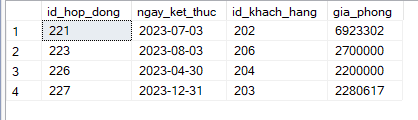 id_hop_dong ngay_ket_thuc id_khach_hang gia_phong
1 221 2023-07-03 202 6923302
2 223 2023-08-03 206 2700000
3 226 2023-04-30 204 2200000
4 227 2023-12-31 203 2280617